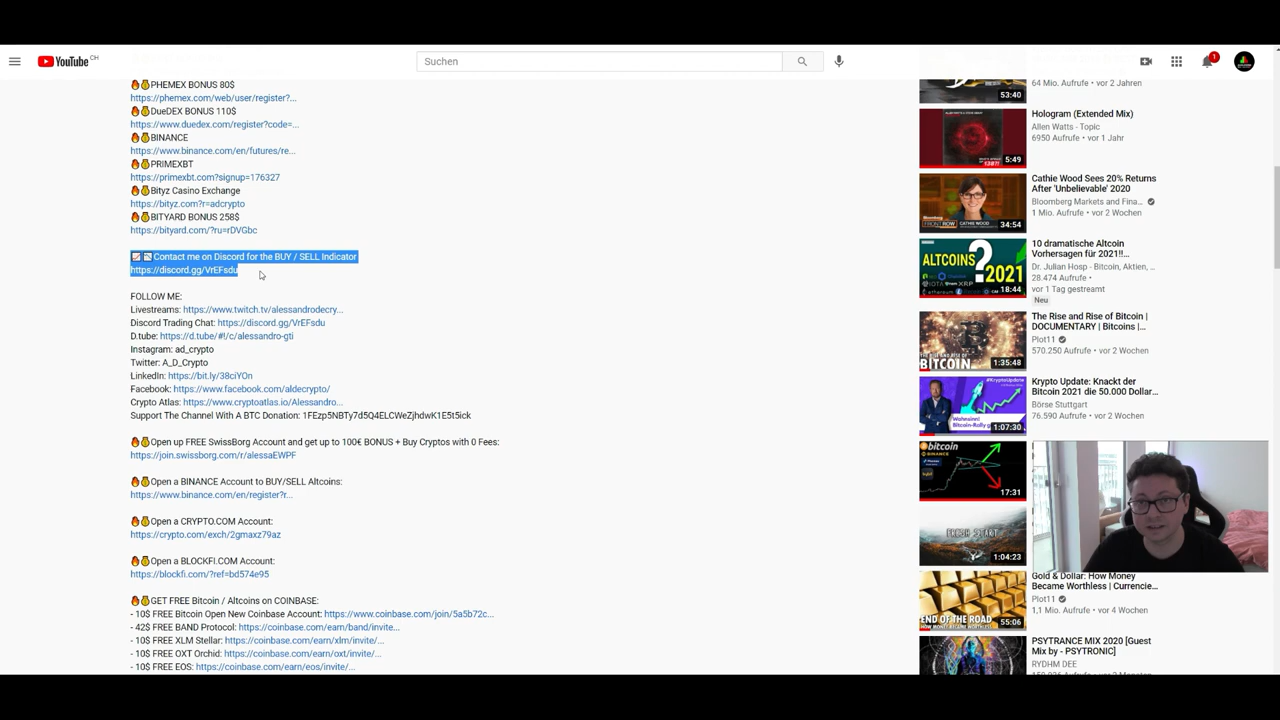 YouTube CH
Suchen
1
PHEMEX BONUS 80$
https://phemex.com/web/user/register?...
DueDEX BONUS 110$
https://www.duedex.com/register?code=...
BINANCE
https://www.binance.com/en/futures/re...
PRIMEXBT
https://primexbt.com?signup=176327
Bityz Casino Exchange
https://bityz.com?r=adcrypto
BITYARD BONUS 258$
https://bityard.com/?ru=rDVGbc
Contact me on Discord for the BUY / SELL Indicator
https://discord.gg/VrEFsdu
FOLLOW ME:
Livestreams: https://www.twitch.tv/alessandrodecry...
Discord Trading Chat: https://discord.gg/VrEFsdu
D.tube: https://d.tube/#!/c/alessandro-gti
Instagram: ad_crypto
Twitter: A_D_Crypto
LinkedIn: https://bit.ly/38ciYOn
Facebook: https://www.facebook.com/aldecrypto/
Crypto Atlas: https://www.cryptoatlas.io/Alessandro...
Support The Channel With A BTC Donation: 1FEzp5NBTy7d5Q4ELCWeZjhdwK1E5t5ick
Open up FREE SwissBorg Account and get up to 100€ BONUS + Buy Cryptos with 0 Fees:
https://join.swissborg.com/r/alessaEWPF
Open a BINANCE Account to BUY/SELL Altcoins:
https://www.binance.com/en/register?r...
Open a CRYPTO.COM Account:
https://crypto.com/exch/2gmaxz79az
Open a BLOCKFI.COM Account:
https://blockfi.com/?ref=bd574e95
GET FREE Bitcoin / Altcoins on COINBASE:
- 10$ FREE Bitcoin Open New Coinbase Account: https://www.coinbase.com/join/5a5b72c...
- 42$ FREE BAND Protocol: https://coinbase.com/earn/band/invite...
- 10$ FREE XLM Stellar: https://coinbase.com/earn/xlm/invite/...
- 10$ FREE OXT Orchid: https://coinbase.com/earn/oxt/invite/...
- 10$ FREE EOS: https://coinbase.com/earn/eos/invite/...
64 Mio. Aufrufe • vor 2 Jahren
53:40
Hologram (Extended Mix)
Allen Watts - Topic
6950 Aufrufe • vor 1 Jahr
5:49
Cathie Wood Sees 20% Returns
After 'Unbelievable' 2020
Bloomberg Markets and Fina...
1 Mio. Aufrufe • vor 2 Wochen
34:54
10 dramatische Altcoin
Vorhersagen für 2021!!..
Dr. Julian Hosp - Bitcoin, Aktien, ...
28.474 Aufrufe •
vor 1 Tag gestreamt
Neu
ALTCOINS?
2021
18:44
The Rise and Rise of Bitcoin |
DOCUMENTARY | Bitcoins |...
Plot11
570.250 Aufrufe • vor 2 Wochen
BITCOIN
1:35:48
Krypto Update: Knackt der
Bitcoin 2021 die 50.000 Dollar...
Börse Stuttgart
76.590 Aufrufe • vor 2 Wochen
#KryptoUpdate
1:07:30
bitcoin
BINANCE
17:31
FRESH START
1:04:23
Gold & Dollar: How Money
Became Worthless | Currencie...
Plot11
1,1 Mio. Aufrufe • vor 4 Wochen
END OF THE ROAD
55:06
PSYTRANCE MIX 2020 [Guest
Mix by - PSYTRONIC]
RYDHM DEE